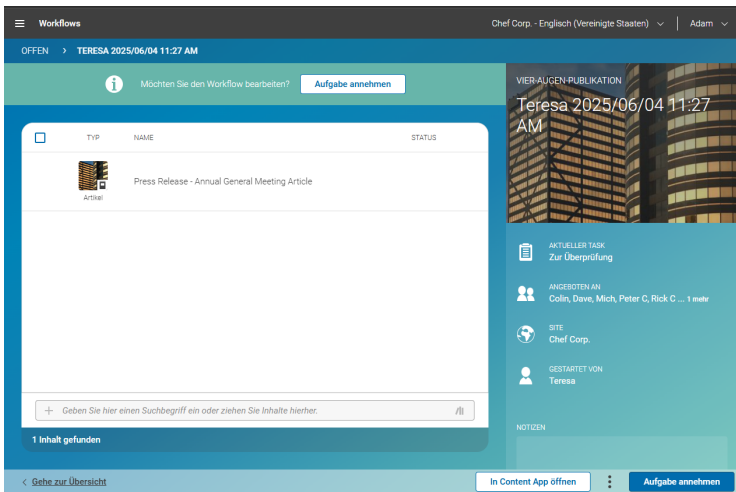 Workflows
Chef Corp. - Englisch (Vereinigte Staaten)
Adam
OFFEN > TERESA 2025/06/04 11:27 AM
Möchten Sie den Workflow bearbeiten?
Aufgabe annehmen
TYP
NAME
STATUS
Artikel
Press Release - Annual General Meeting Article
Geben Sie hier einen Suchbegriff ein oder ziehen Sie Inhalte hierher.
1 Inhalt gefunden
VIER-AUGEN-PUBLIKATION
Teresa 2025/06/04 11:27
AM
AKTUELLER TASK
Zur Überprüfung
ANGEBOTEN AN
Colin, Dave, Mich, Peter C, Rick C ... 1 mehr
SITE
Chef Corp.
GESTARTET VON
Teresa
NOTIZEN
< Gehe zur Übersicht
In Content App öffnen
Aufgabe annehmen